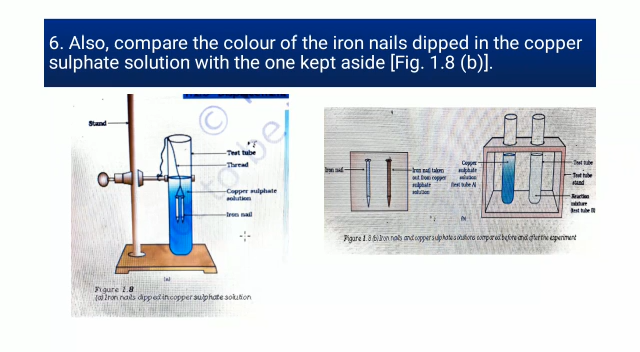 6. Also, compare the colour of the iron nails dipped in the copper
sulphate solution with the one kept aside [Fig. 1.8 (b)].
©
to be
Stand
Test tube
Thread
Copper sulphate
solution
Iron nail
(a)
Figure 1.8
(a) Iron nails dipped in copper sulphate solution
Iron nail
Iron nail taken
out from copper
sulphate
solution
Copper
sulphate
solution
(test tube A)
Test tube
Test tube
stand
Reaction
mixture
(test tube B)
(b)
Figure 1.8 (b) Iron nails and copper sulphate solutions compared before and after the experiment